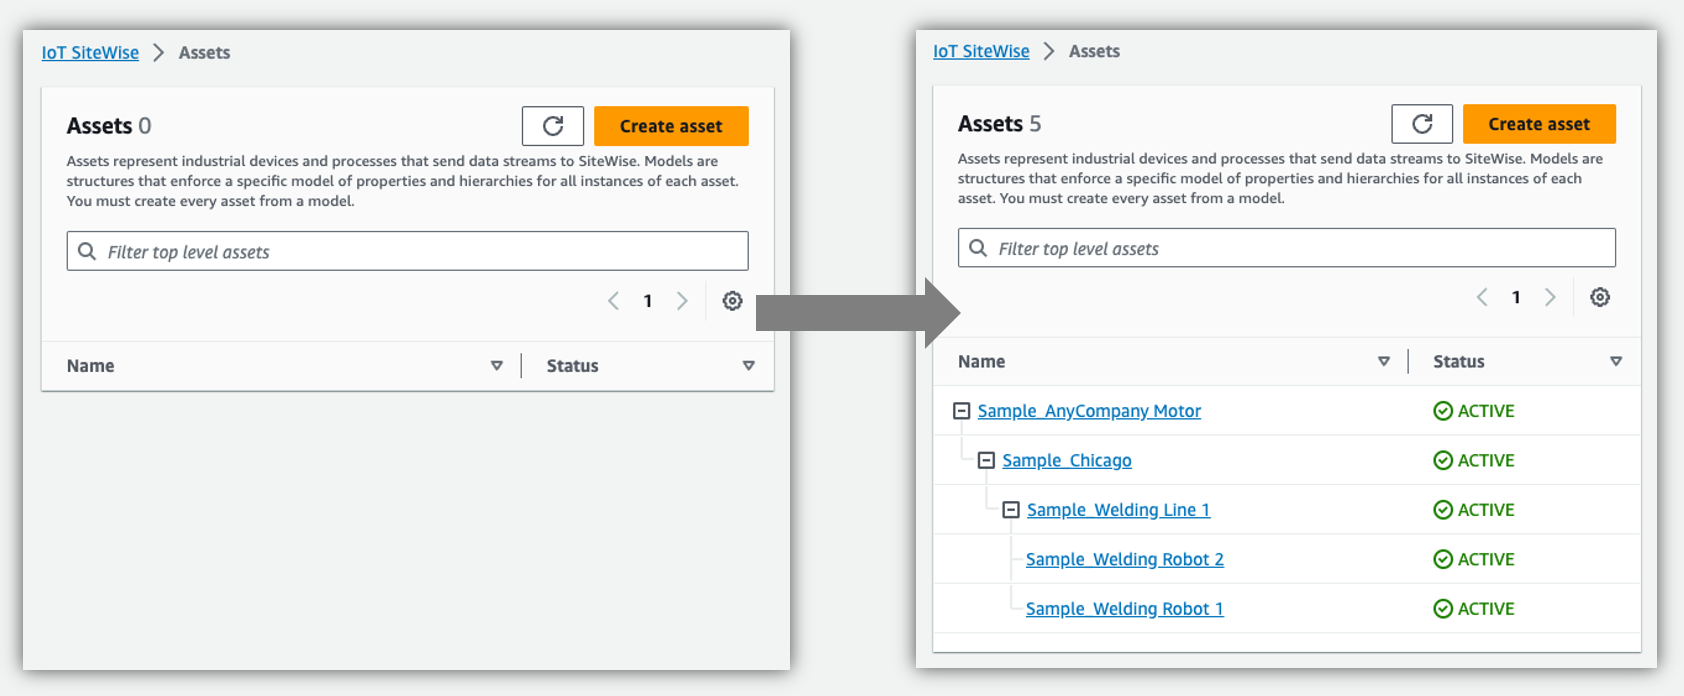 IoT SiteWise > Assets
Assets 0
Create asset
Assets represent industrial devices and processes that send data streams to SiteWise. Models are
structures that enforce a specific model of properties and hierarchies for all instances of each asset.
You must create every asset from a model.
Filter top level assets
1
Name Status
IoT SiteWise > Assets
Assets 5
Create asset
Assets represent industrial devices and processes that send data streams to SiteWise. Models are
structures that enforce a specific model of properties and hierarchies for all instances of each
asset. You must create every asset from a model.
Filter top level assets
1
Name Status
Sample_AnyCompany Motor ACTIVE
Sample_Chicago ACTIVE
Sample_Welding Line 1 ACTIVE
Sample_Welding Robot 2 ACTIVE
Sample_Welding Robot 1 ACTIVE